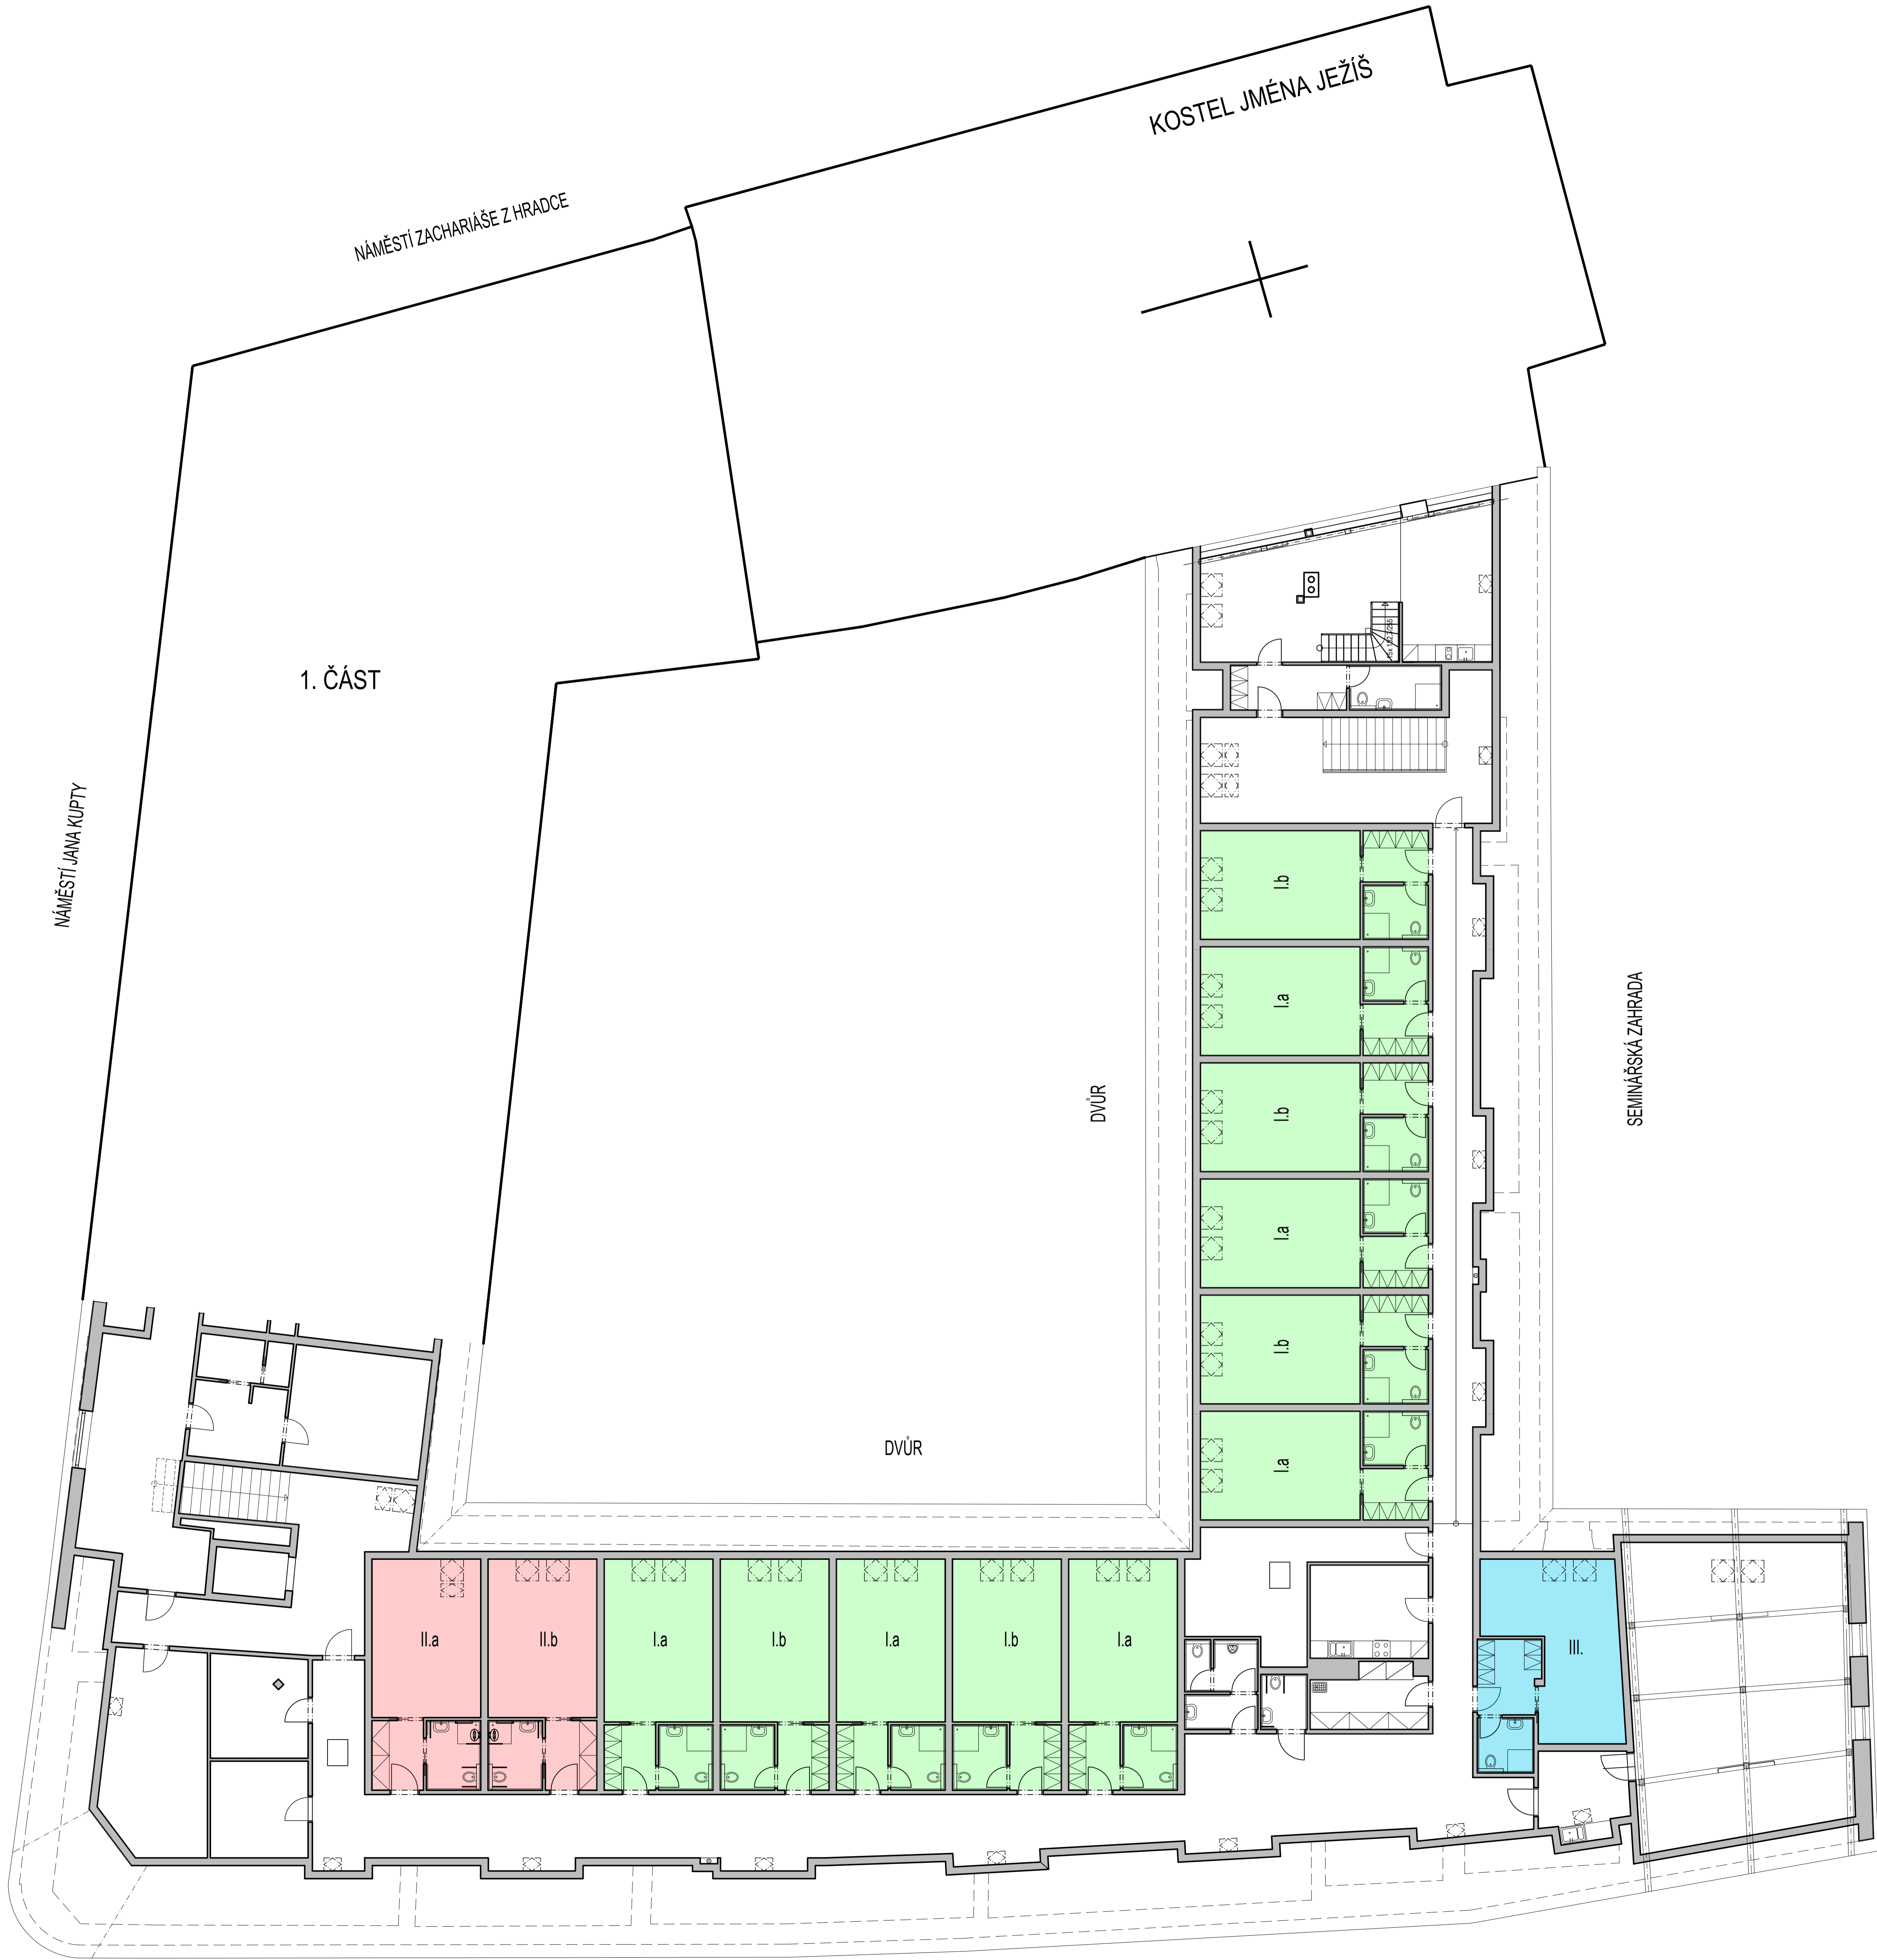 KOSTEL JMÉNA JEŽÍŠ
NÁMĚSTÍ ZACHARIÁŠE Z HRADCE
1. ČÁST
NÁMĚSTÍ JANA KUPTY
I.b
I.a
I.b
I.a
I.b
I.a
DVŮR
SEMINÁŘSKÁ ZAHRADA
DVŮR
II.a
II.b
I.a
I.b
I.a
I.b
I.a
III.